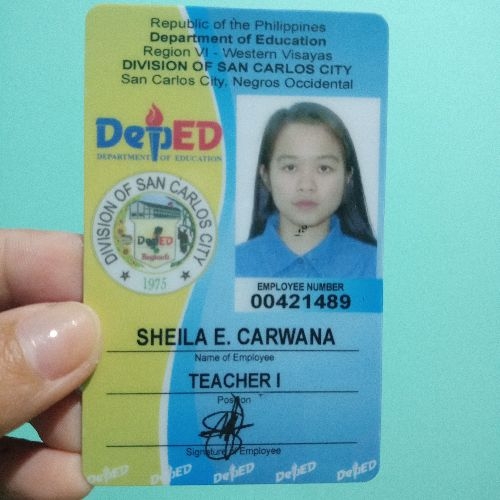 Republic of the Philippines
Department of Education
Region VI - Western Visayas
DIVISION OF SAN CARLOS CITY
San Carlos City, Negros Occidental
DepED
DEPARTMENT OF EDUCATION
DIVISION OF SAN CARLOS CITY
DepED
1975
EMPLOYEE NUMBER
00421489
SHEILA E. CARWANA
Name of Employee
TEACHER I
Position
Signature of Employee
DepED DepED DepED DepED DepED